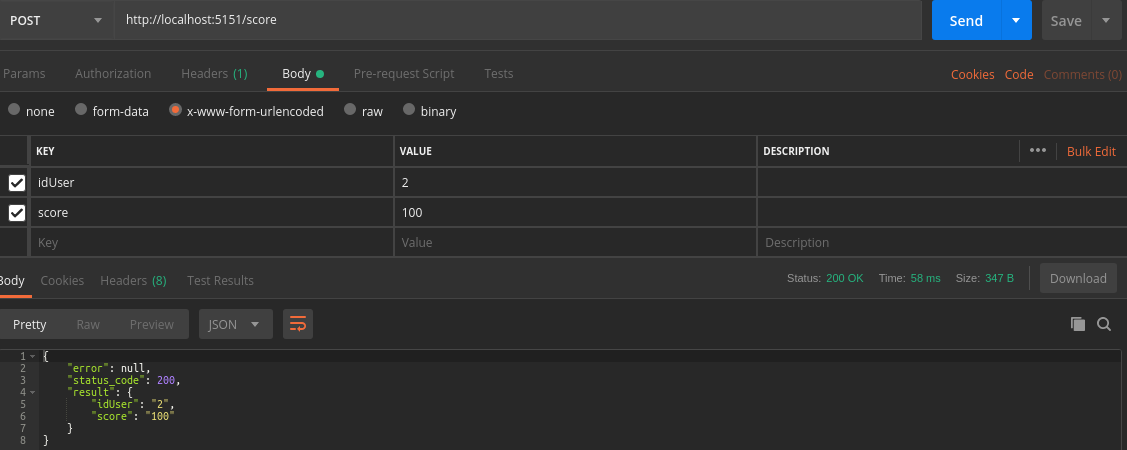 POST http://localhost:5151/score Send Save
Params Authorization Headers (1) Body Pre-request Script Tests Cookies Code Comments (0)
none form-data x-www-form-urlencoded raw binary
KEY VALUE DESCRIPTION ••• Bulk Edit
idUser 2
score 100
Key Value Description
Body Cookies Headers (8) Test Results Status: 200 OK Time: 58 ms Size: 347 B Download
Pretty Raw Preview JSON
1 {
2 "error": null,
3 "status_code": 200,
4 "result": {
5 "idUser": "2",
6 "score": "100"
7 }
8 }